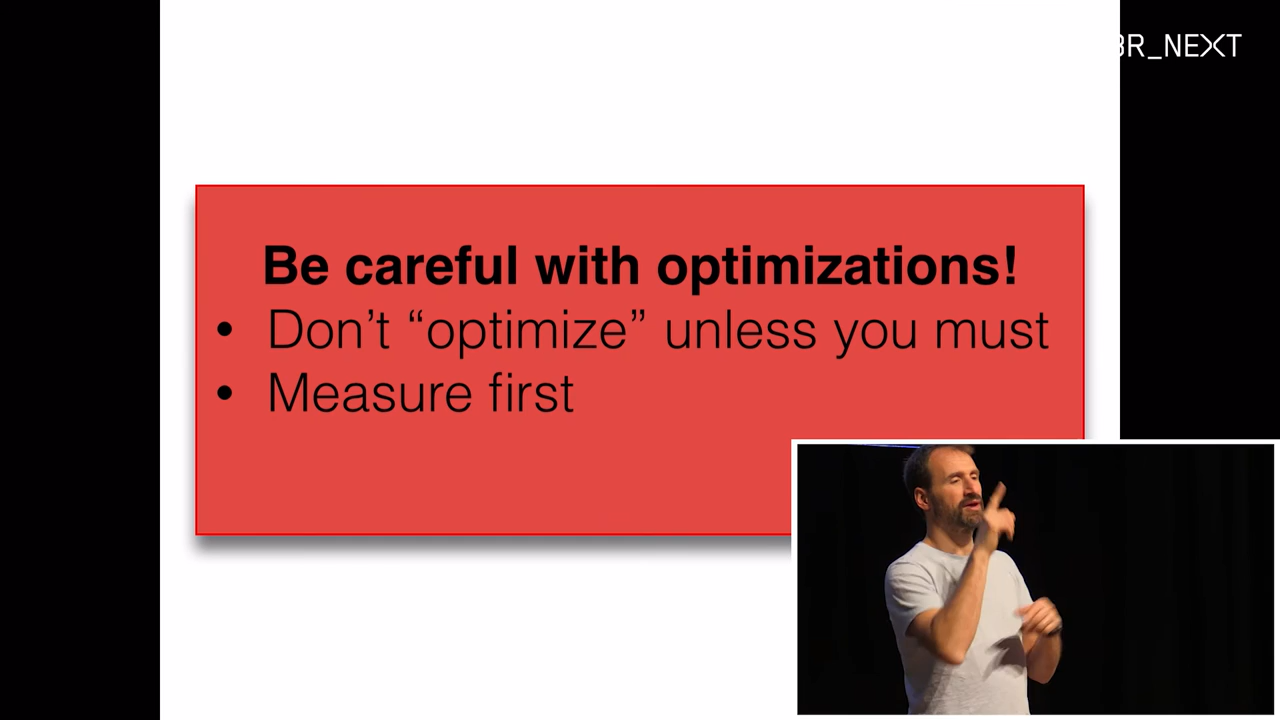 BR_NEXT
Be careful with optimizations!
• Don’t “optimize” unless you must
• Measure first